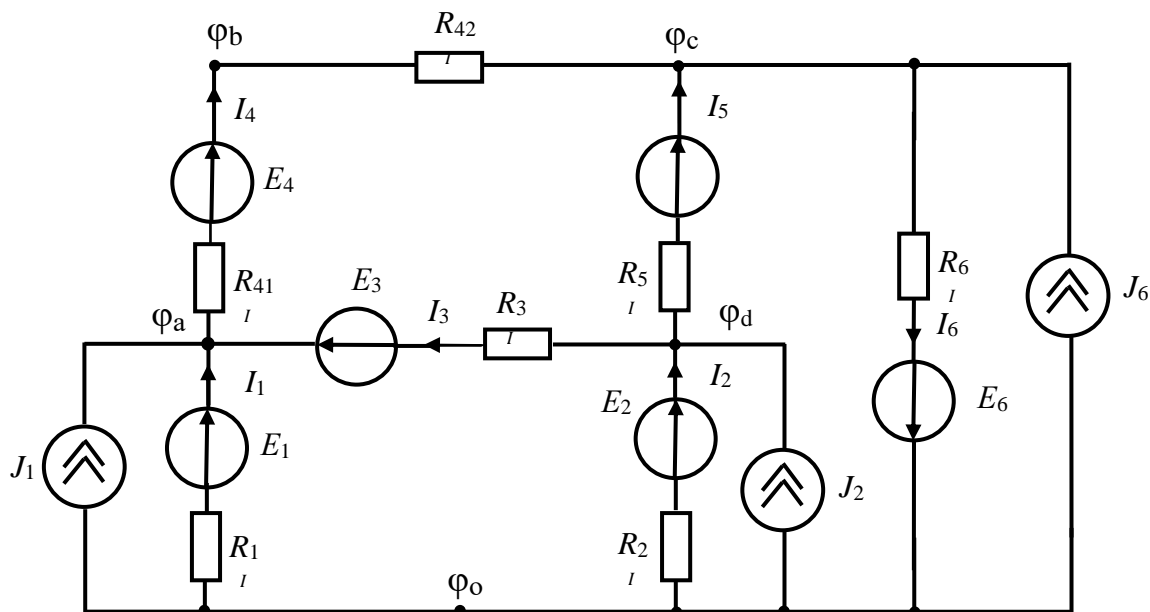 R42
I
φb
φc
I4
I5
E4
R41
I
E3
R3
I
I3
R5
I
φd
R6
I
J6
φa
I6
I1
I2
E2
E6
E1
J1
J2
R1
I
R2
I
φo